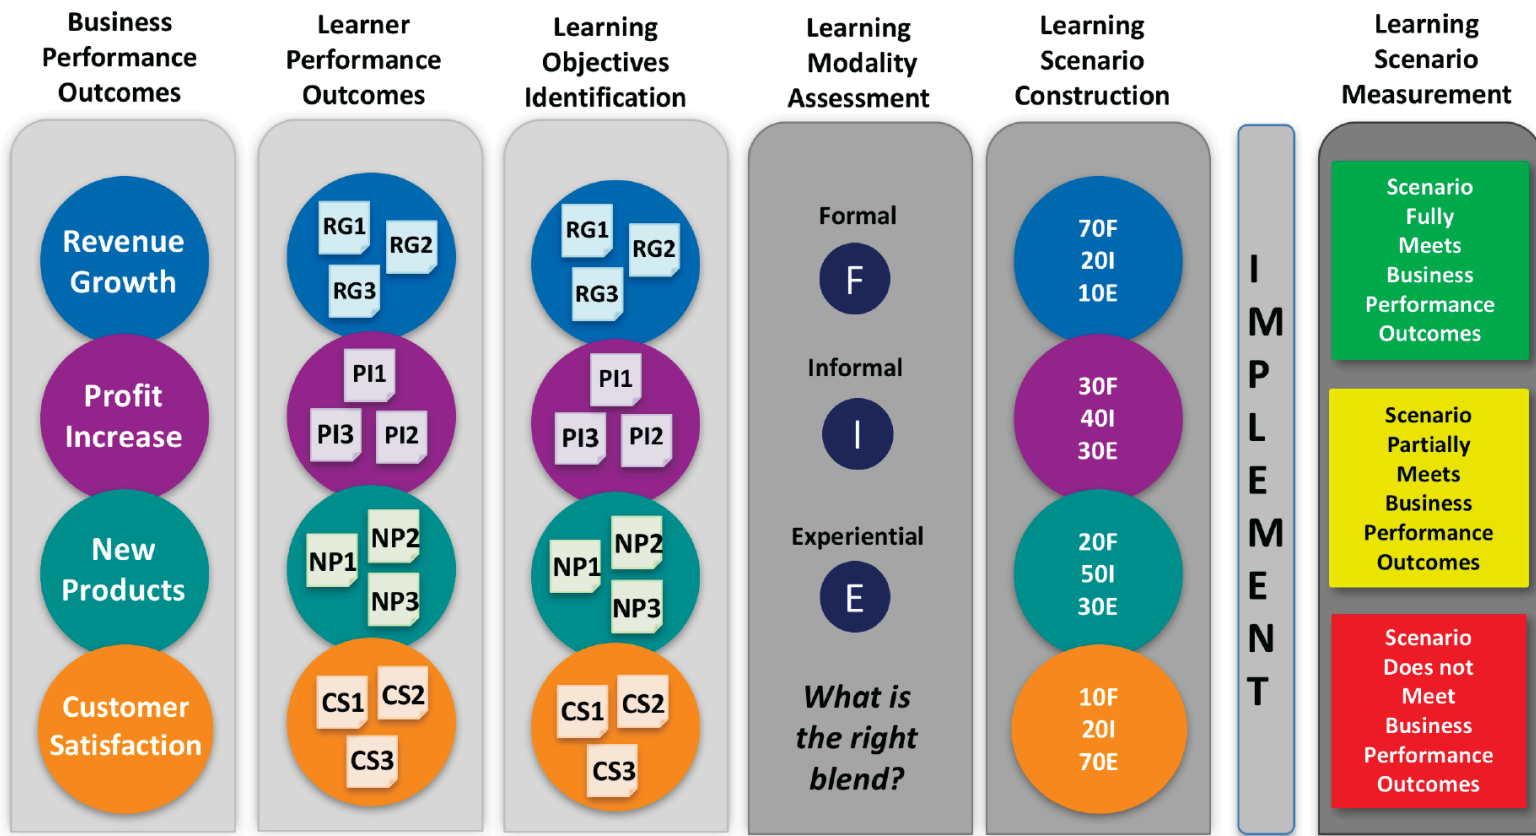 Business
Performance
Outcomes
Learner
Performance
Outcomes
Learning
Objectives
Identification
Learning
Modality
Assessment
Learning
Scenario
Construction
Learning
Scenario
Measurement
Revenue
Growth
Profit
Increase
New
Products
Customer
Satisfaction
RG1
RG2
RG3
PI1
PI3
PI2
NP2
NP1
NP3
CS2
CS1
CS3
RG1
RG2
RG3
PI1
PI3
PI2
NP2
NP1
NP3
CS2
CS1
CS3
Formal
F
Informal
I
Experiential
E
What is
the right
blend?
70F
20I
10E
30F
40I
30E
20F
50I
30E
10F
20I
70E
I
M
P
L
E
M
E
N
T
Scenario
Fully
Meets
Business
Performance
Outcomes
Scenario
Partially
Meets
Business
Performance
Outcomes
Scenario
Does not
Meet
Business
Performance
Outcomes